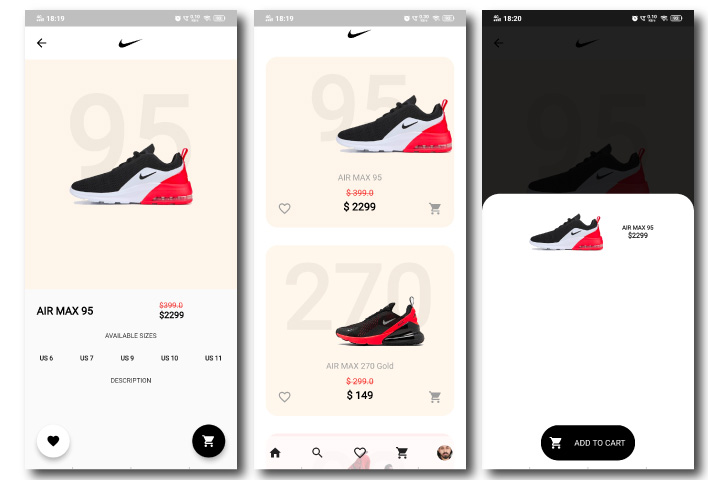 18:19
95
AIR MAX 95
$399.0
$2299
AVAILABLE SIZES
US 6 US 7 US 9 US 10 US 11
DESCRIPTION
18:19
95
AIR MAX 95
$ 399.0
$ 2299
270
AIR MAX 270 Gold
$ 299.0
$ 149
18:20
95
AIR MAX 95
$2299
ADD TO CART